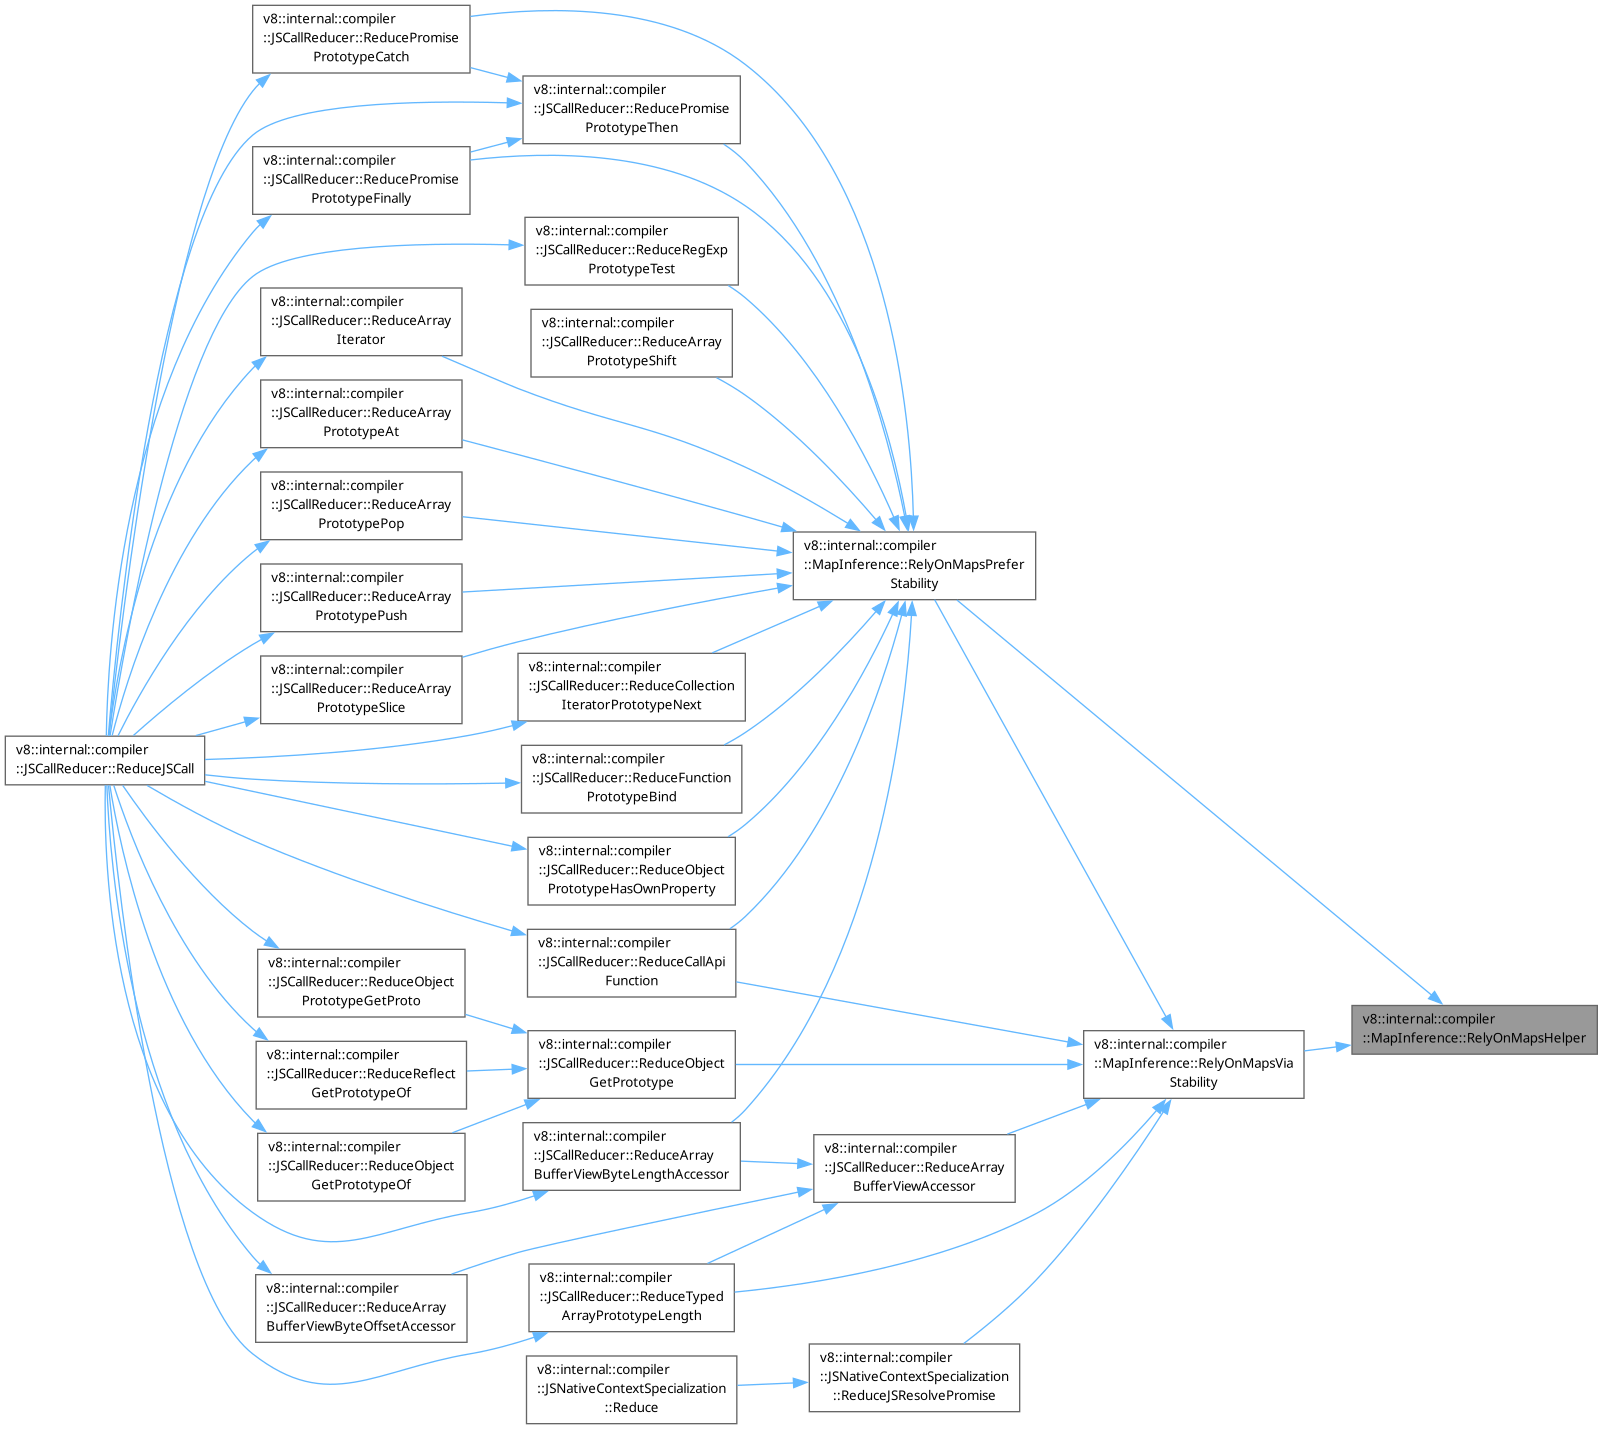 v8::internal::compiler
::JSCallReducer::ReducePromise
PrototypeCatch
v8::internal::compiler
::JSCallReducer::ReducePromise
PrototypeThen
v8::internal::compiler
::JSCallReducer::ReducePromise
PrototypeFinally
v8::internal::compiler
::JSCallReducer::ReduceRegExp
PrototypeTest
v8::internal::compiler
::JSCallReducer::ReduceArray
Iterator
v8::internal::compiler
::JSCallReducer::ReduceArray
PrototypeShift
v8::internal::compiler
::JSCallReducer::ReduceArray
PrototypeAt
v8::internal::compiler
::JSCallReducer::ReduceArray
PrototypePop
v8::internal::compiler
::MapInference::RelyOnMapsPrefer
Stability
v8::internal::compiler
::JSCallReducer::ReduceArray
PrototypePush
v8::internal::compiler
::JSCallReducer::ReduceArray
PrototypeSlice
v8::internal::compiler
::JSCallReducer::ReduceCollection
IteratorPrototypeNext
v8::internal::compiler
::JSCallReducer::ReduceJSCall
v8::internal::compiler
::JSCallReducer::ReduceFunction
PrototypeBind
v8::internal::compiler
::JSCallReducer::ReduceObject
PrototypeHasOwnProperty
v8::internal::compiler
::JSCallReducer::ReduceCallApi
Function
v8::internal::compiler
::JSCallReducer::ReduceObject
PrototypeGetProto
v8::internal::compiler
::MapInference::RelyOnMapsHelper
v8::internal::compiler
::JSCallReducer::ReduceReflect
GetPrototypeOf
v8::internal::compiler
::JSCallReducer::ReduceObject
GetPrototype
v8::internal::compiler
::MapInference::RelyOnMapsVia
Stability
v8::internal::compiler
::JSCallReducer::ReduceObject
GetPrototypeOf
v8::internal::compiler
::JSCallReducer::ReduceArray
BufferViewByteLengthAccessor
v8::internal::compiler
::JSCallReducer::ReduceArray
BufferViewAccessor
v8::internal::compiler
::JSCallReducer::ReduceArray
BufferViewByteOffsetAccessor
v8::internal::compiler
::JSCallReducer::ReduceTyped
ArrayPrototypeLength
v8::internal::compiler
::JSNativeContextSpecialization
::Reduce
v8::internal::compiler
::JSNativeContextSpecialization
::ReduceJSResolvePromise